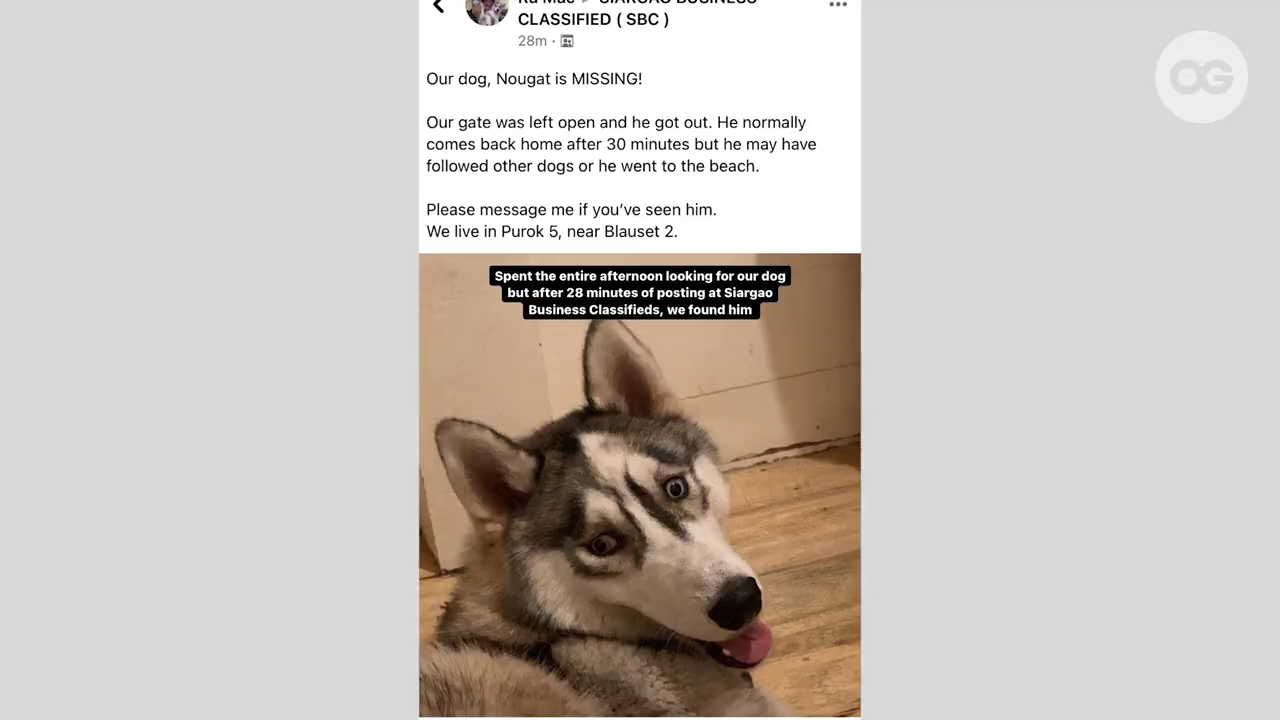 CLASSIFIED ( SBC )
28m ·
OG
Our dog, Nougat is MISSING!
Our gate was left open and he got out. He normally
comes back home after 30 minutes but he may have
followed other dogs or he went to the beach.
Please message me if you’ve seen him.
We live in Purok 5, near Blauset 2.
Spent the entire afternoon looking for our dog
but after 28 minutes of posting at Siargao
Business Classifieds, we found him